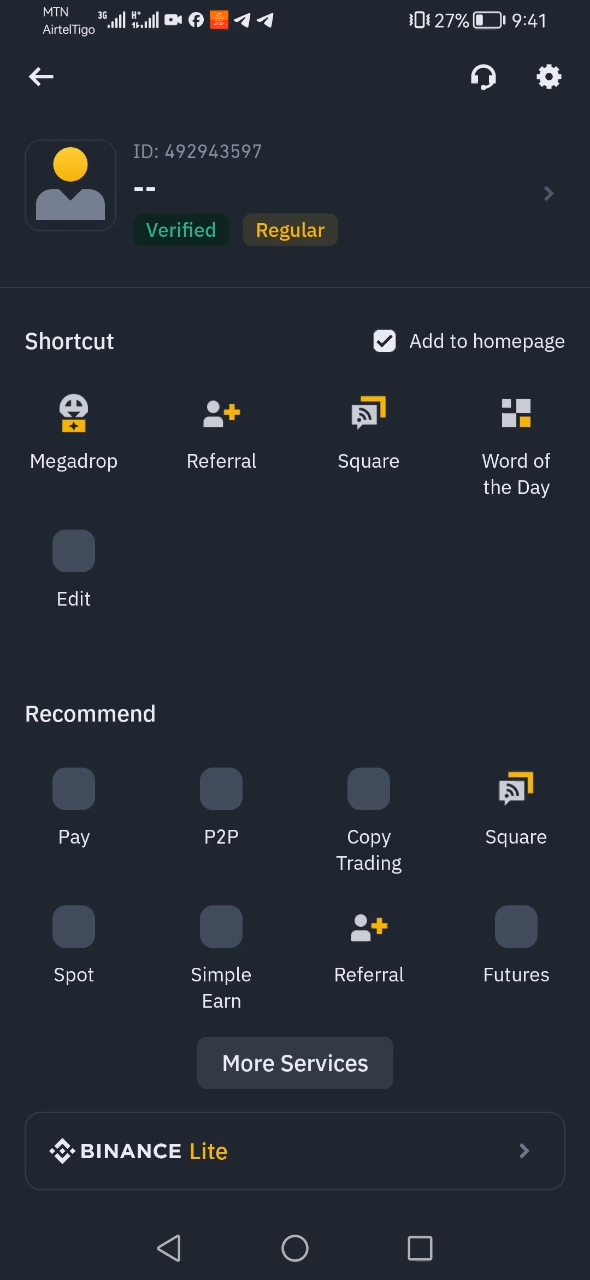 MTN
AirtelTigo
3G
H+
27%
9:41
ID: 492943597
--
Verified
Regular
Shortcut
Add to homepage
Megadrop
Referral
Square
Word of
the Day
Edit
Recommend
Pay
P2P
Copy
Trading
Square
Spot
Simple
Earn
Referral
Futures
More Services
BINANCE Lite